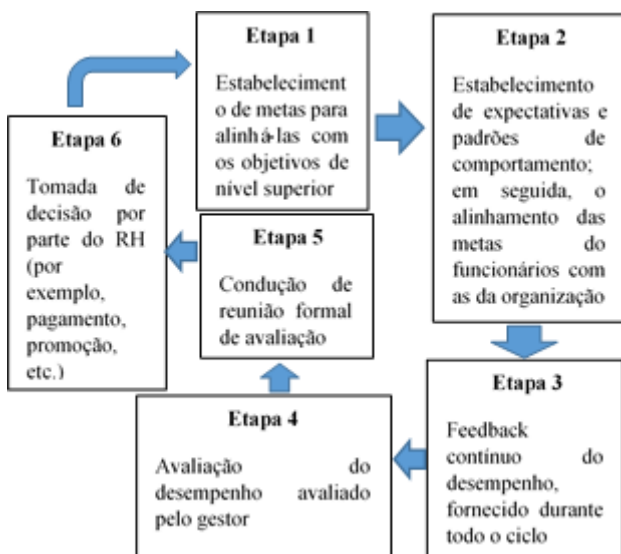 Etapa 1
Estabeleciment
o de metas para
alinhá-las com
os objetivos de
nível superior
Etapa 2
Estabelecimento
de expectativas e
padrões de
comportamento;
em seguida, o
alinhamento das
metas do
funcionários com
as da organização
Etapa 3
Feedback
contínuo do
desempenho,
fornecido durante
todo o ciclo
Etapa 4
Avaliação do
desempenho avaliado
pelo gestor
Etapa 5
Condução de
reunião formal
de avaliação
Etapa 6
Tomada de
decisão por
parte do RH
(por
exemplo,
pagamento,
promoção,
etc.)